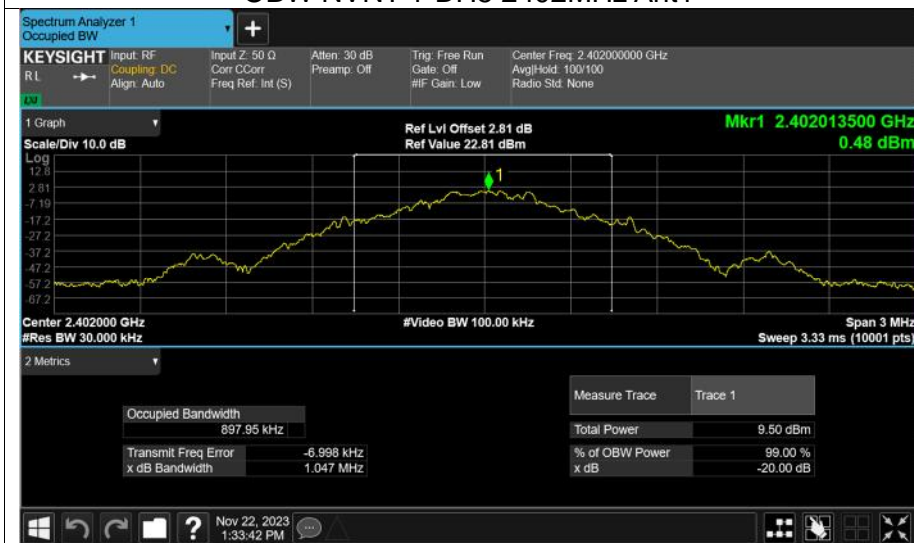 Spectrum Analyzer 1
Occupied BW
+
KEYSIGHT
RL
Input: RF
Coupling: DC
Align: Auto
Input Z: 50 Ω
Corr CCorr
Freq Ref: Int (S)
Atten: 30 dB
Preamp: Off
Trig: Free Run
Gate: Off
#IF Gain: Low
Center Freq: 2.402000000 GHz
Avg|Hold: 100/100
Radio Std: None
1 Graph
Scale/Div 10.0 dB
Ref Lvl Offset 2.81 dB
Ref Value 22.81 dBm
Mkr1 2.402013500 GHz
0.48 dBm
Log
12.8
2.81
-7.19
-17.2
-27.2
-37.2
-47.2
-57.2
-67.2
1
Center 2.402000 GHz
#Res BW 30.000 kHz
#Video BW 100.00 kHz
Span 3 MHz
Sweep 3.33 ms (10001 pts)
2 Metrics
Occupied Bandwidth
897.95 kHz
Transmit Freq Error -6.998 kHz
x dB Bandwidth 1.047 MHz
Measure Trace Trace 1
Total Power 9.50 dBm
% of OBW Power 99.00 %
x dB -20.00 dB
?
Nov 22, 2023
1:33:42 PM